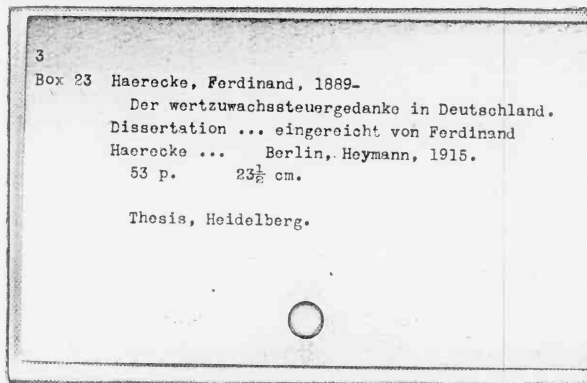 3
Box 23 Haerecke, Ferdinand, 1889-
Der wertzuwachssteuergedanke in Deutschland.
Dissertation ... eingereicht von Ferdinand
Haerecke ... Berlin, Heymann, 1915.
53 p. 23½ cm.
Thesis, Heidelberg.